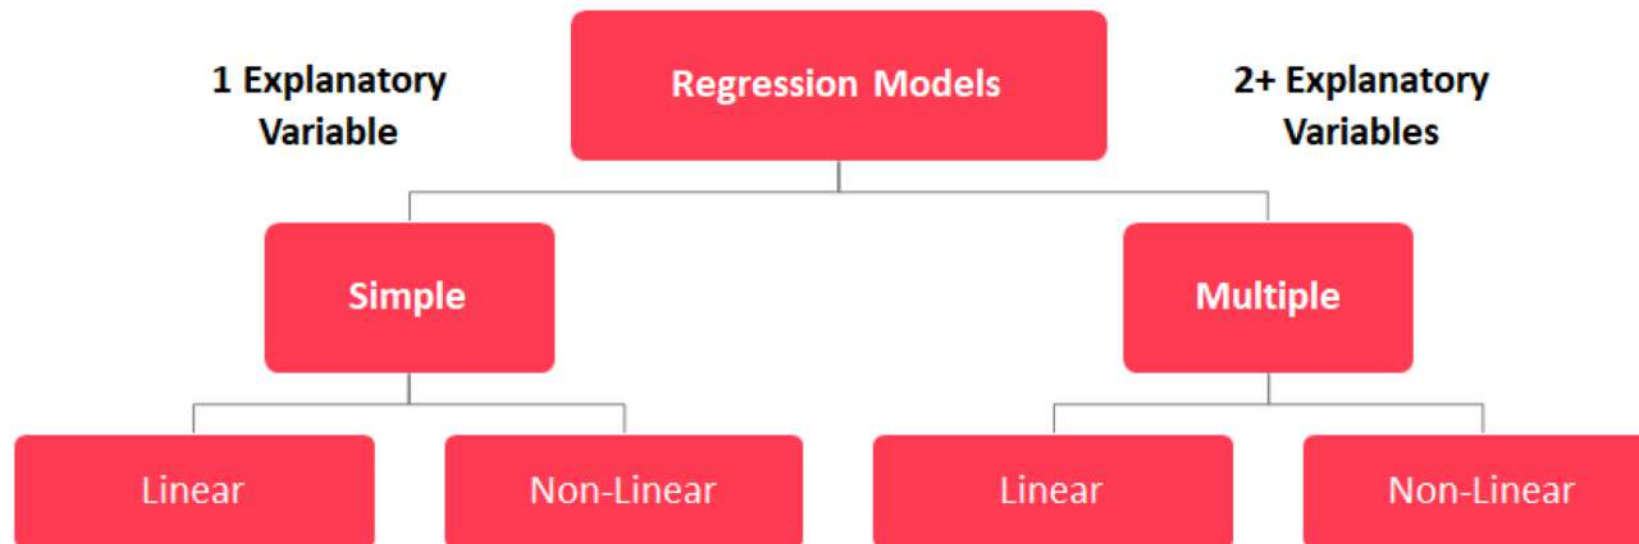 1 Explanatory
Variable
Regression Models
2+ Explanatory
Variables
Simple
Multiple
Linear
Non-Linear
Linear
Non-Linear